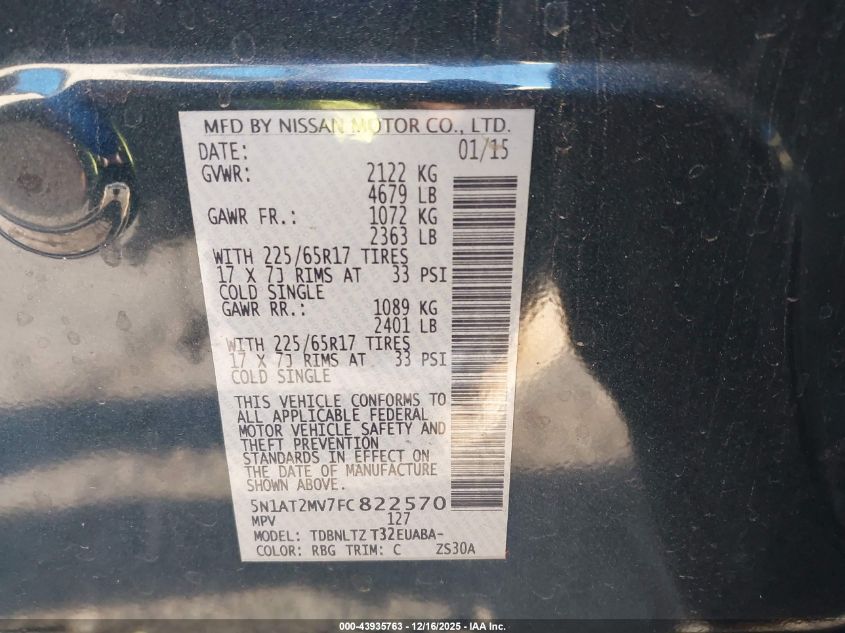 MFD BY NISSAN MOTOR CO., LTD.
DATE: 01/15
GVWR: 2122 KG
4679 LB
GAWR FR.: 1072 KG
2363 LB
WITH 225/65R17 TIRES
17 X 7J RIMS AT 33 PSI
COLD SINGLE
GAWR RR.: 1089 KG
2401 LB
WITH 225/65R17 TIRES
17 X 7J RIMS AT 33 PSI
COLD SINGLE
THIS VEHICLE CONFORMS TO
ALL APPLICABLE FEDERAL
MOTOR VEHICLE SAFETY AND
THEFT PREVENTION
STANDARDS IN EFFECT ON
THE DATE OF MANUFACTURE
SHOWN ABOVE.
5N1AT2MV7FC822570
MPV 127
MODEL: TDBNLTZ T32EUABA-
COLOR: RBG TRIM: C ZS30A
000-43935763 - 12/16/2025 - IAA Inc.